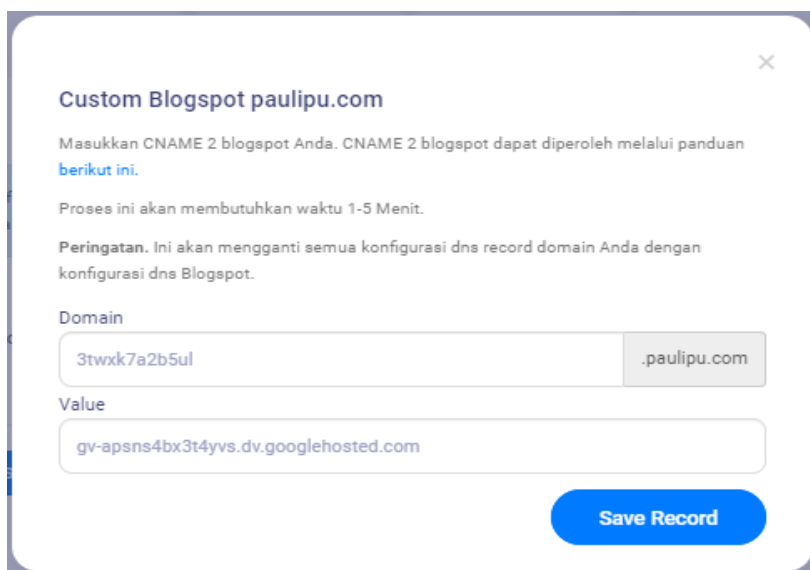 Custom Blogspot paulipu.com
Masukkan CNAME 2 blogspot Anda. CNAME 2 blogspot dapat diperoleh melalui panduan
berikut ini.
Proses ini akan membutuhkan waktu 1-5 Menit.
Peringatan. Ini akan mengganti semua konfigurasi dns record domain Anda dengan
konfigurasi dns Blogspot.
Domain
3twxk7a2b5ul .paulipu.com
Value
gv-apsns4bx3t4yvs.dv.googlehosted.com
Save Record